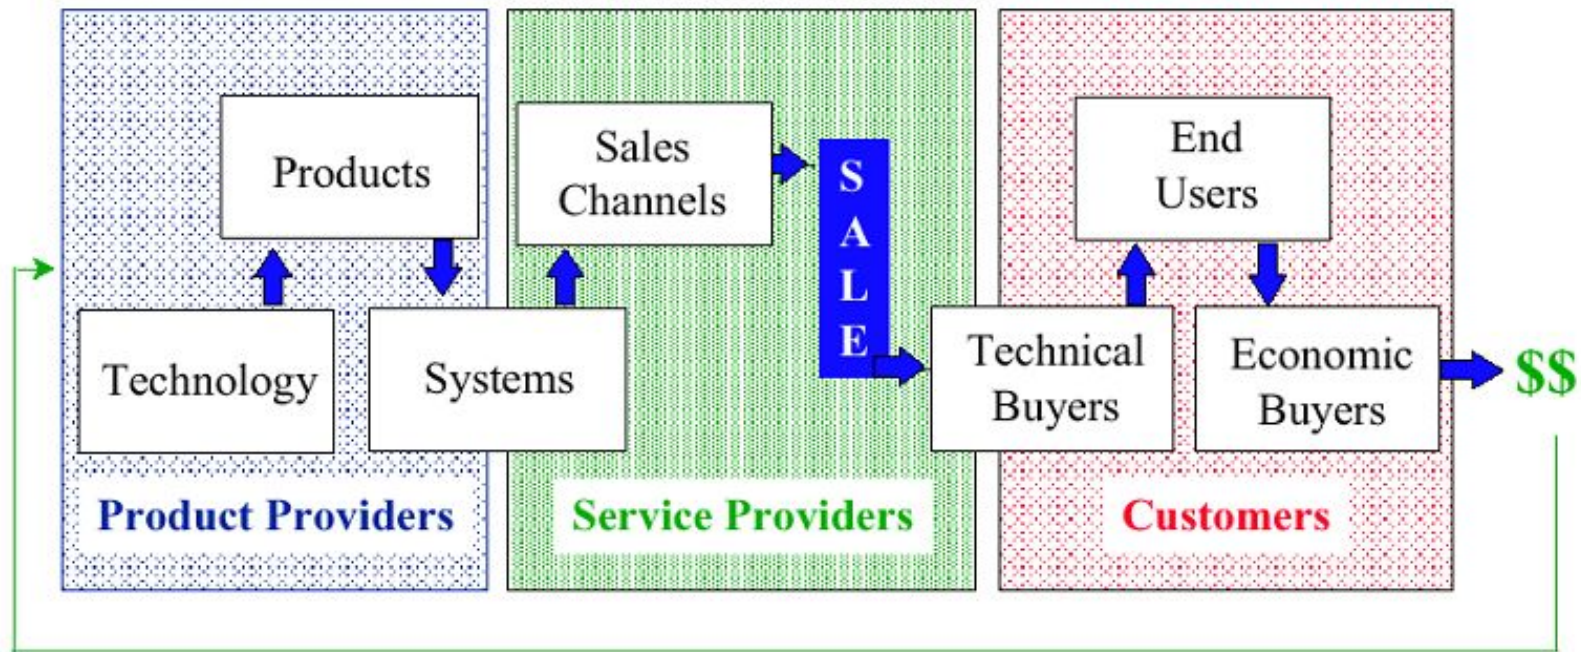 Products
Technology
Systems
Product Providers
Sales
Channels
S
A
L
E
Service Providers
Technical
Buyers
End
Users
Economic
Buyers
Customers
$$